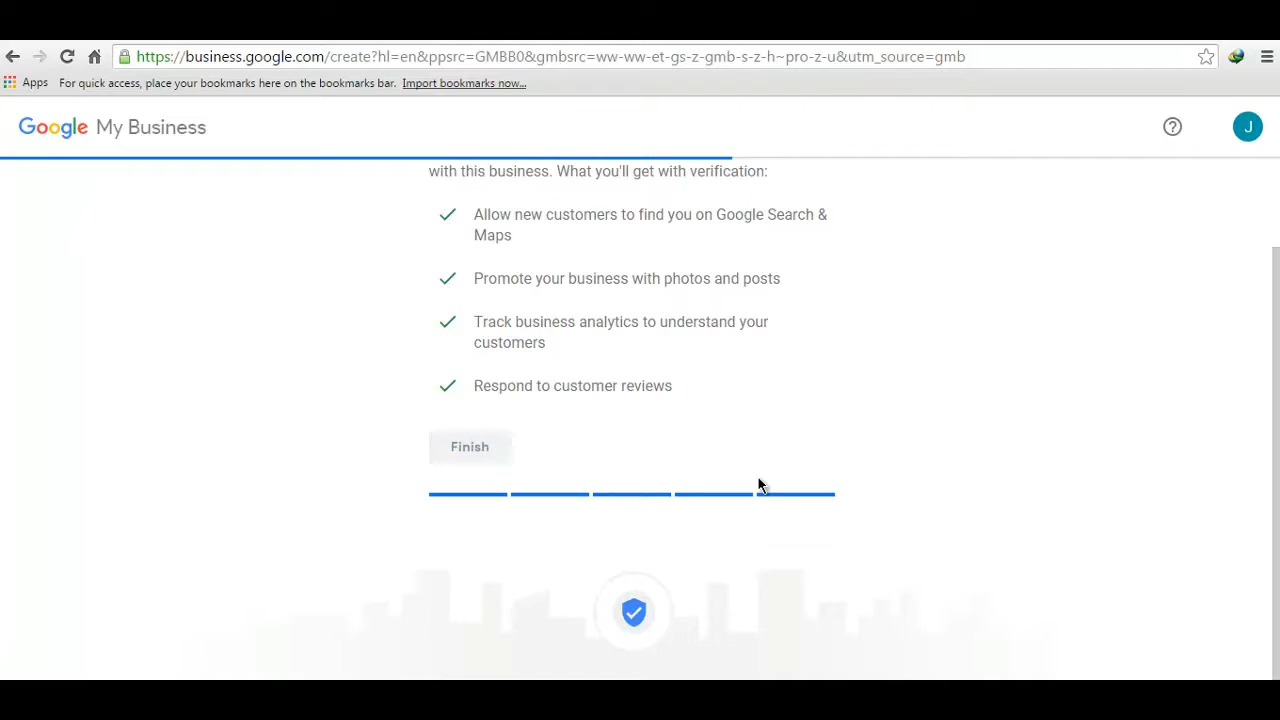 https://business.google.com/create?hl=en&ppsrc=GMBB0&gmbsrc=ww-ww-et-gs-z-gmb-s-z-h~pro-z-u&utm_source=gmb
Apps For quick access, place your bookmarks here on the bookmarks bar. Import bookmarks now...
Google My Business
J
with this business. What you'll get with verification:
Allow new customers to find you on Google Search &
Maps
Promote your business with photos and posts
Track business analytics to understand your
customers
Respond to customer reviews
Finish